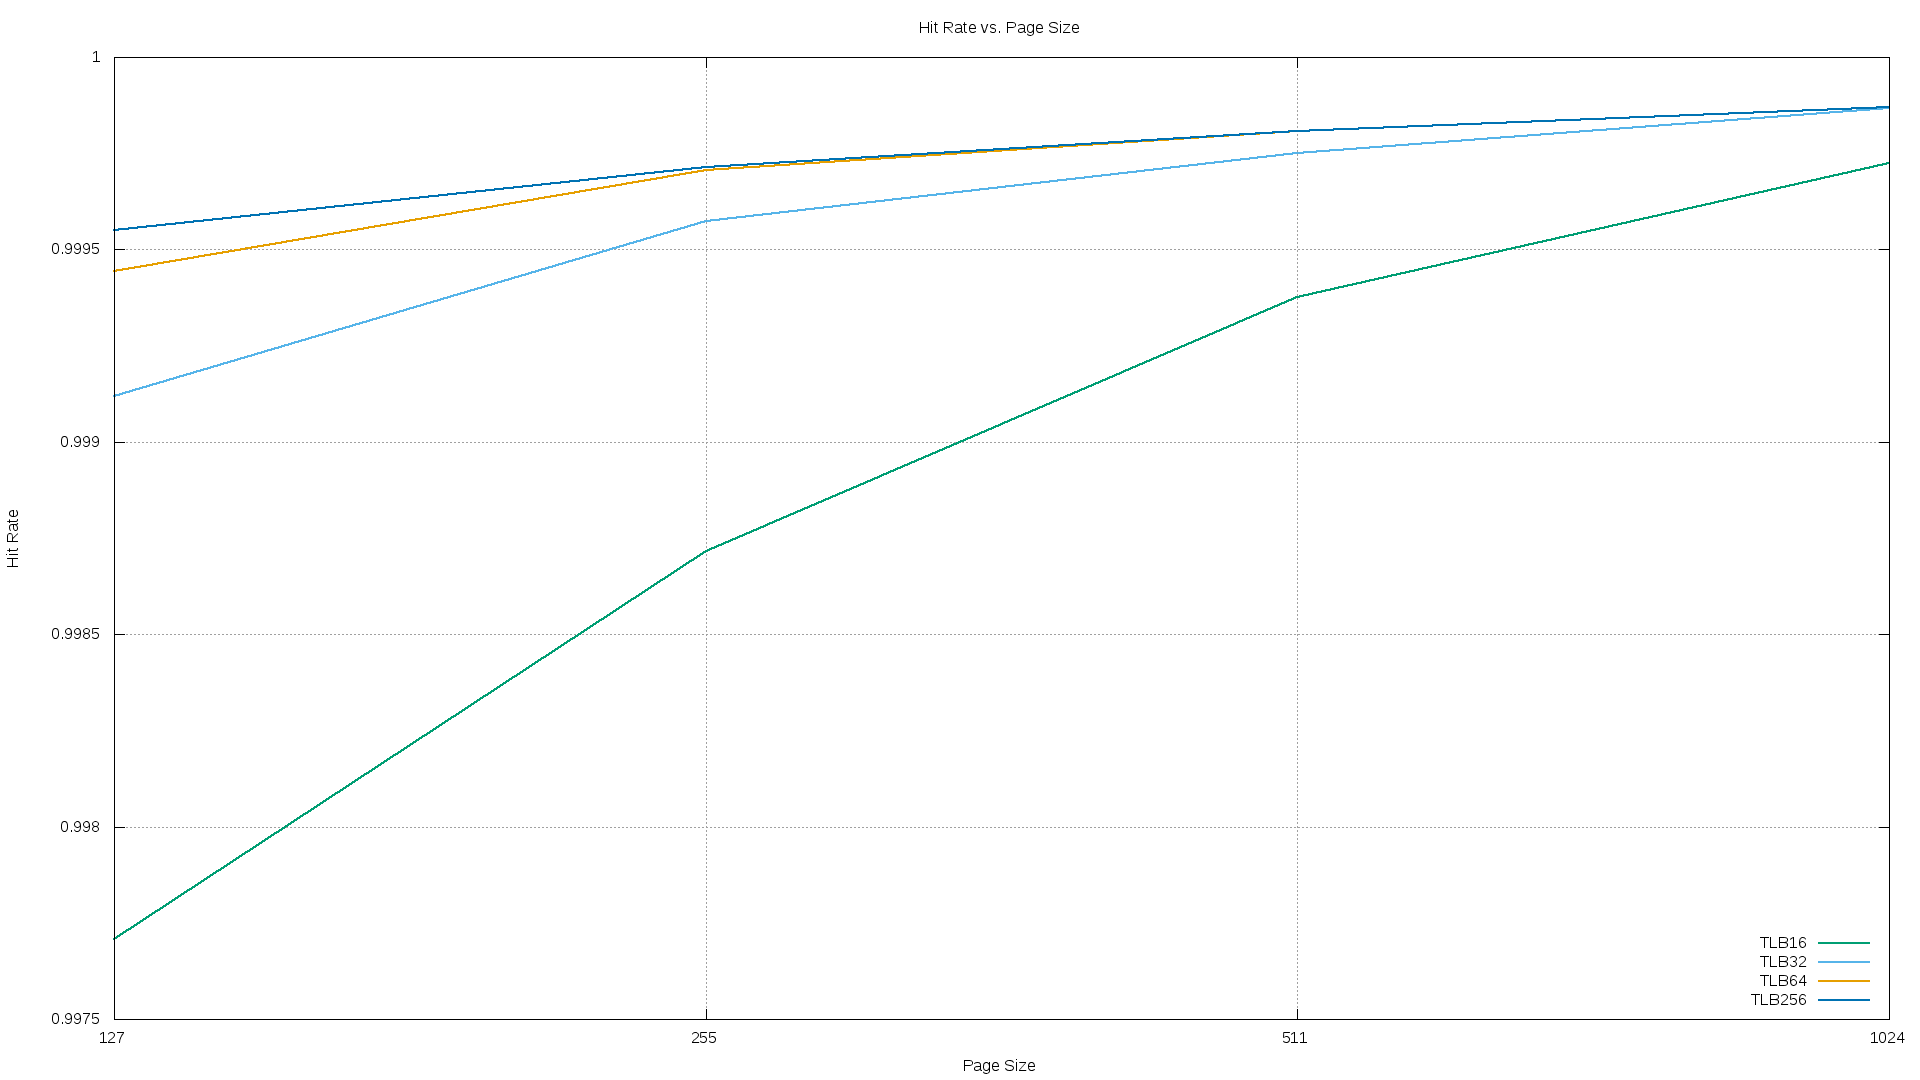 Hit Rate vs. Page Size
1
0.9995
0.999
0.9985
0.998
0.9975
Hit Rate
127 255 511 1024
Page Size
TLB16
TLB32
TLB64
TLB256